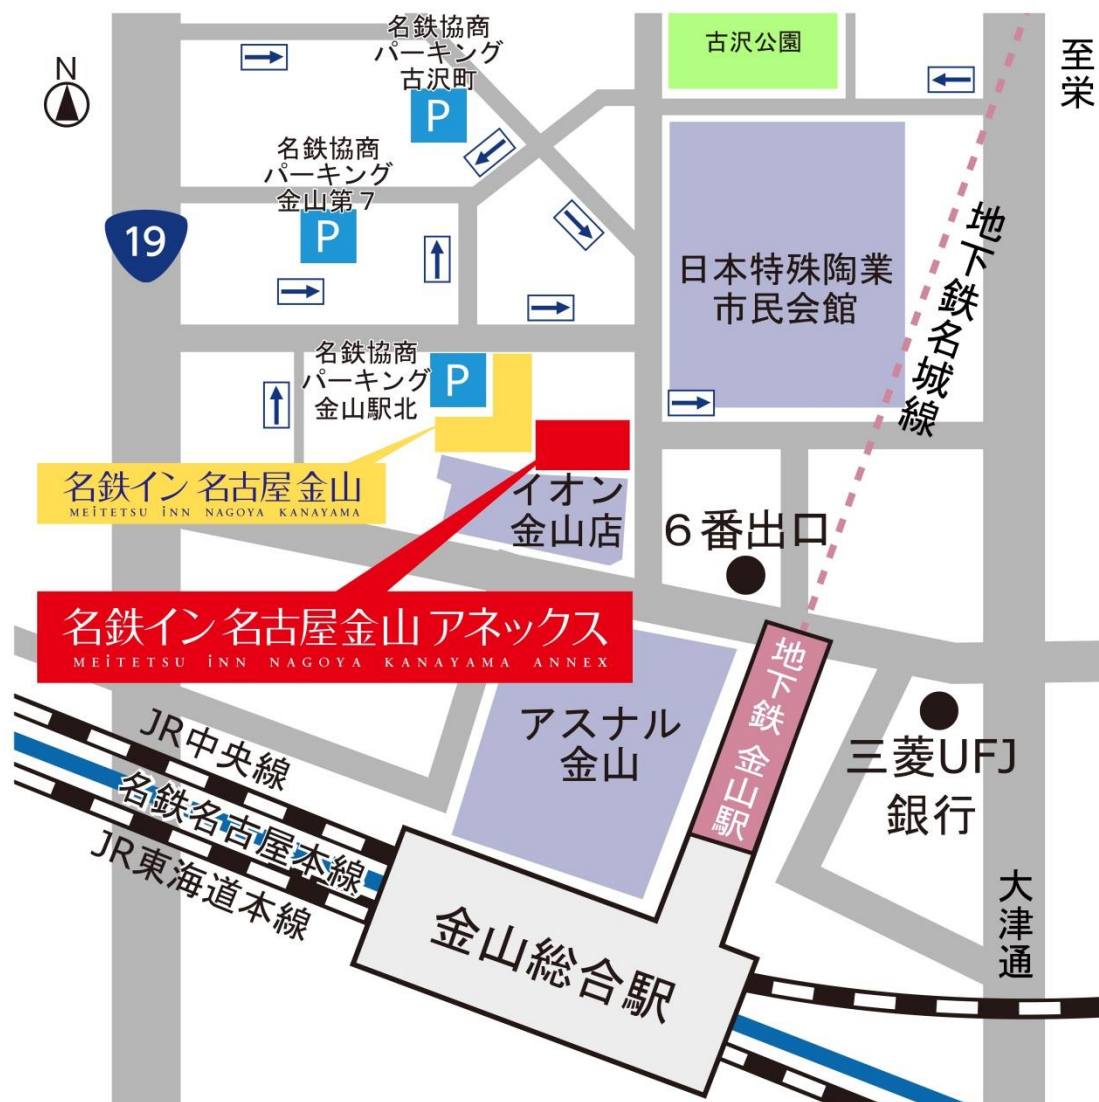 名鉄協商
パーキング
古沢町
P
古沢公園
至栄
N
名鉄協商
パーキング
金山第7
P
19
日本特殊陶業
市民会館
地下鉄名城線
名鉄協商
パーキング
金山駅北
P
名鉄イン 名古屋金山
MEiTETSU iNN NAGOYA KANAYAMA
イオン
金山店
6番出口
名鉄イン 名古屋金山 アネックス
MEiTETSU iNN NAGOYA KANAYAMA ANNEX
地下鉄 金山駅
アスナル
金山
三菱UFJ
銀行
JR中央線
名鉄名古屋本線
JR東海道本線
金山総合駅
大津通